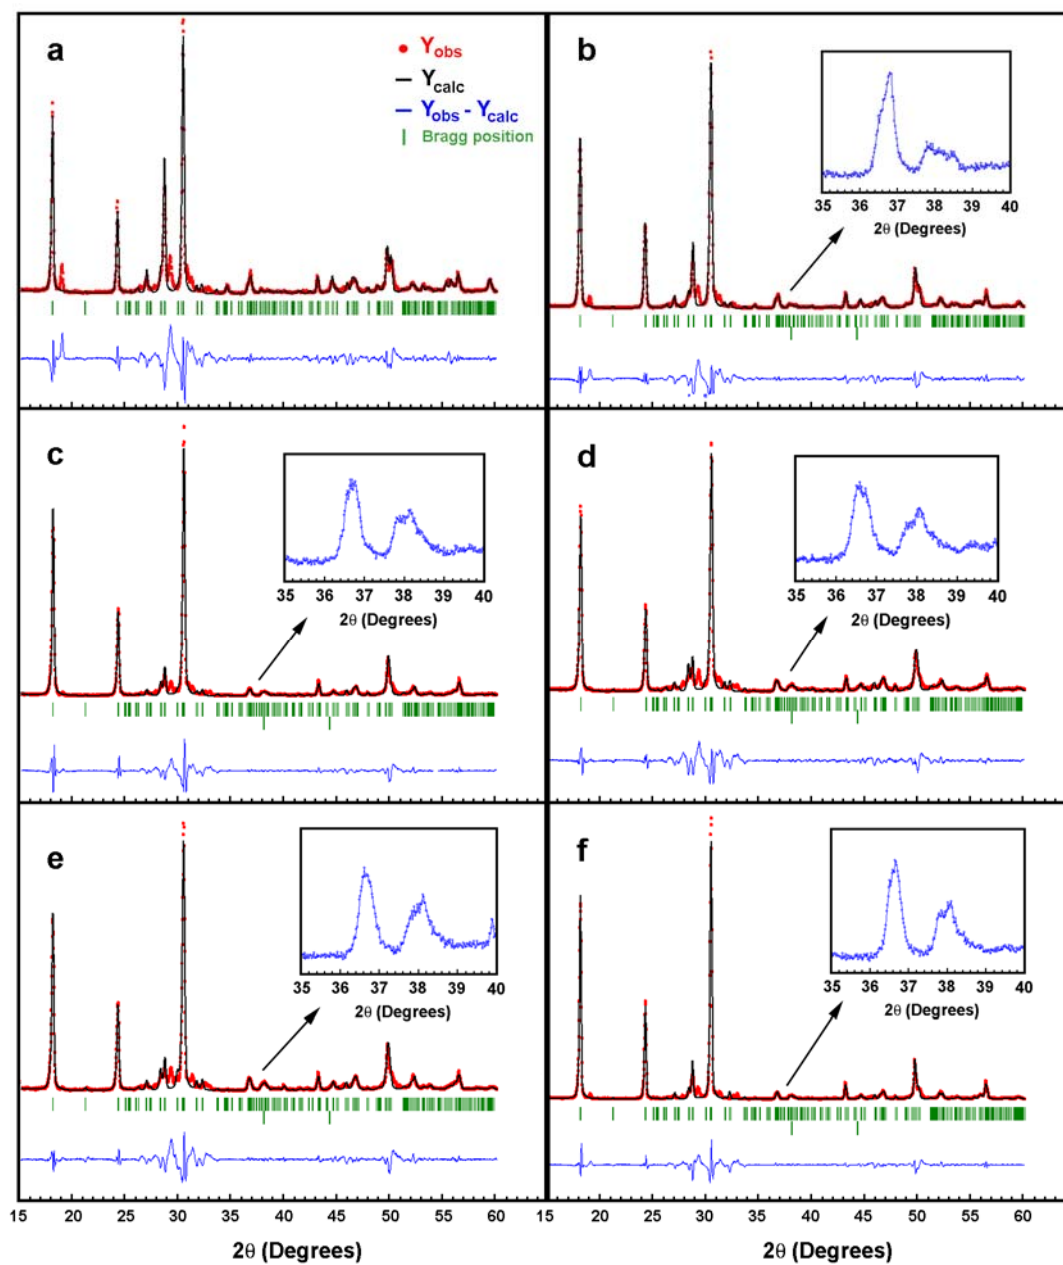 a
Yobs
Ycalc
Yobs - Ycalc
Bragg position
b
35 36 37 38 39 40
2θ (Degrees)
c
35 36 37 38 39 40
2θ (Degrees)
d
35 36 37 38 39 40
2θ (Degrees)
e
35 36 37 38 39 40
2θ (Degrees)
f
35 36 37 38 39 40
2θ (Degrees)
15 20 25 30 35 40 45 50 55 60
15 20 25 30 35 40 45 50 55 60
2θ (Degrees)
2θ (Degrees)